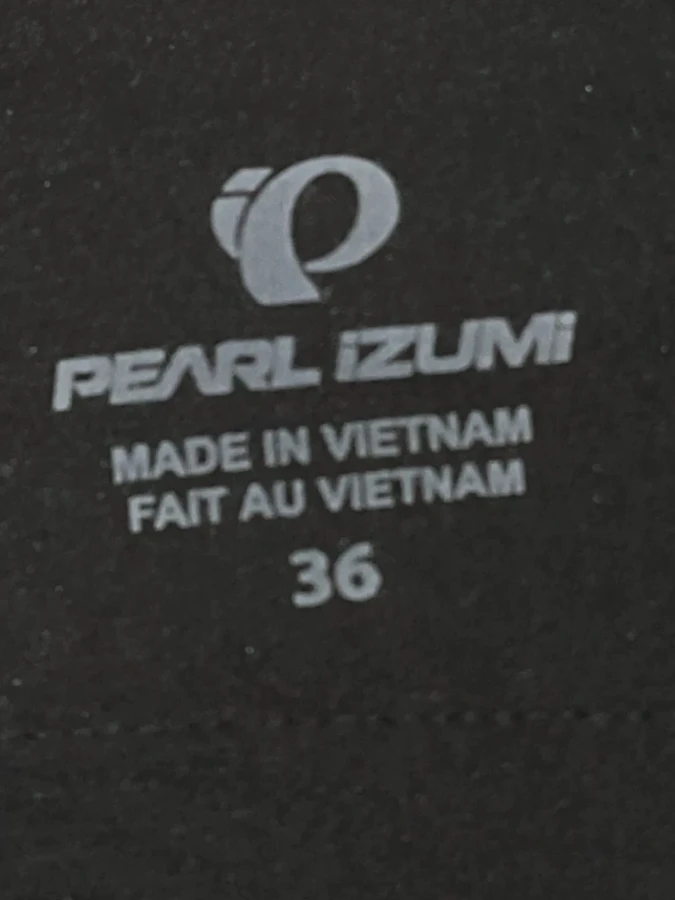 PEARL iZUMi
MADE IN VIETNAM
FAIT AU VIETNAM
36